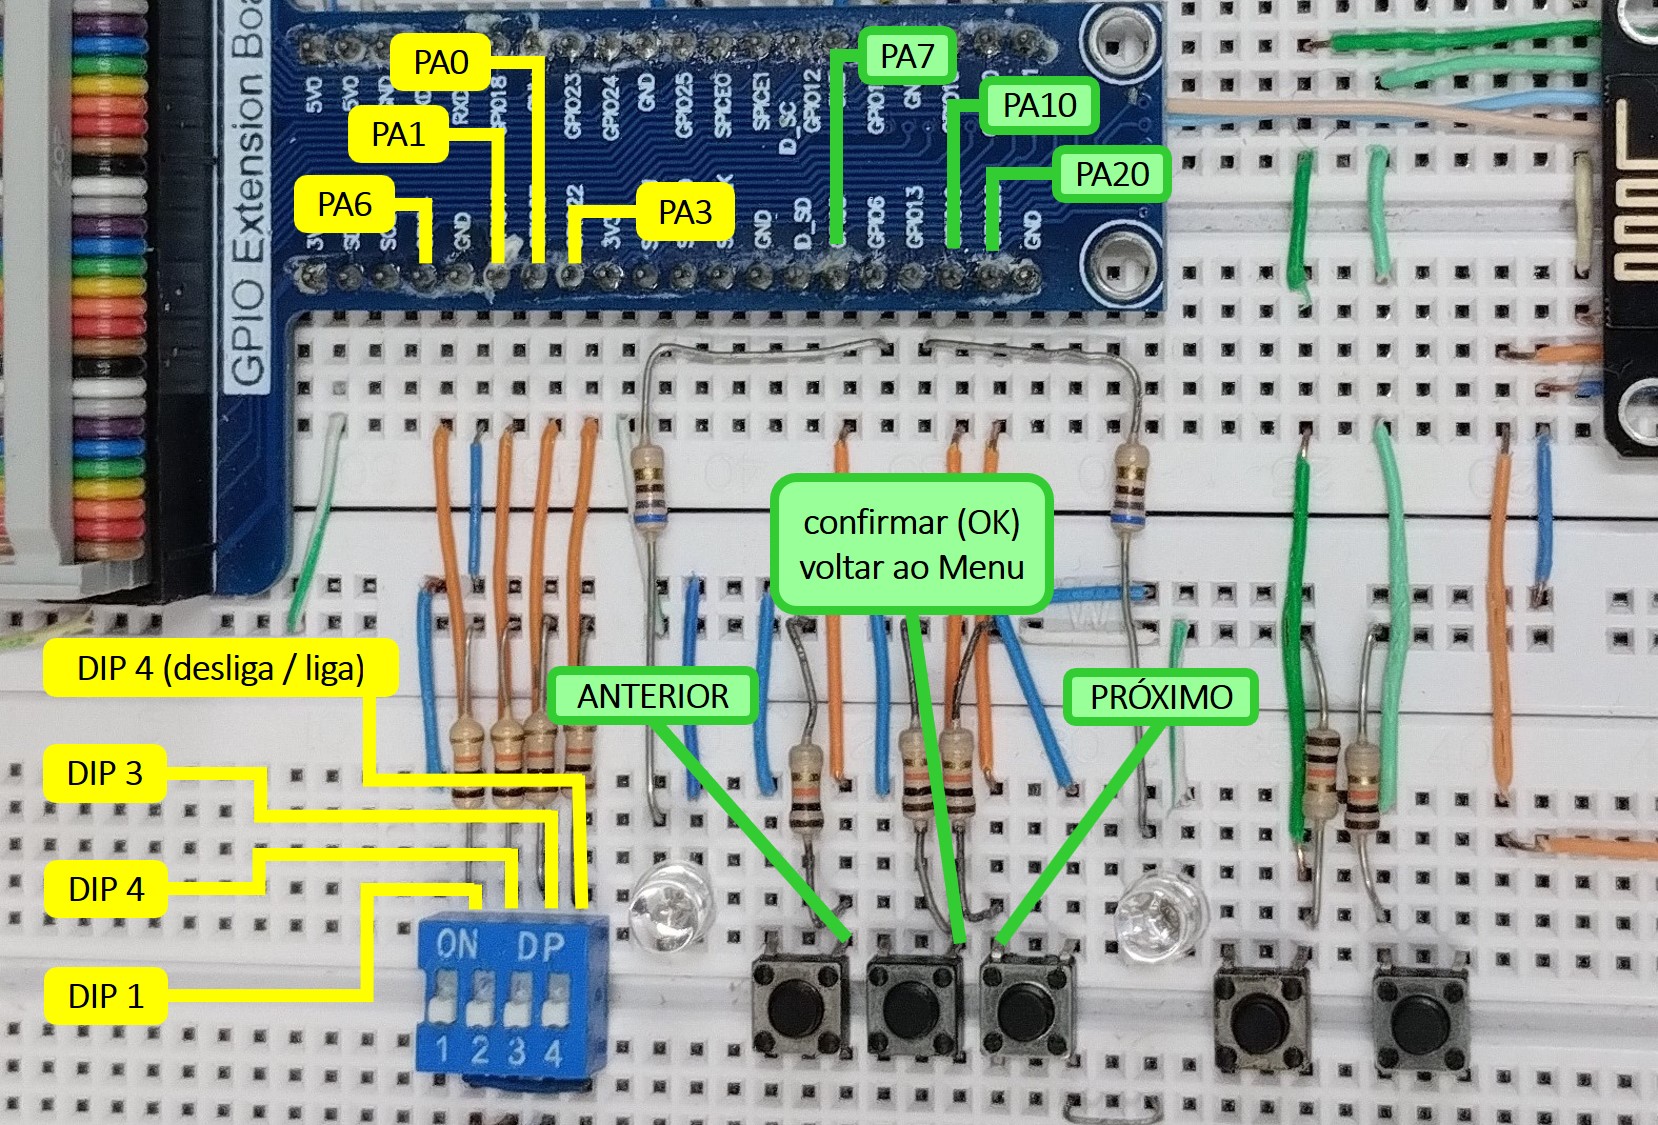 GPIO Extension Boa
5V0
5V0
GND
RXD
GPIO18
GPIO23
GPIO24
GND
GPIO25
SPICE0
SPICE1
D_SC
GPIO12
PA0
PA1
PA6
PA3
PA7
PA10
PA20
GND
3V3
GND
D_SD
GPIO6
GPIO13
GND
confirmar (OK)
voltar ao Menu
DIP 4 (desliga / liga)
ANTERIOR
PRÓXIMO
DIP 3
DIP 4
DIP 1
ON DP
1 2 3 4